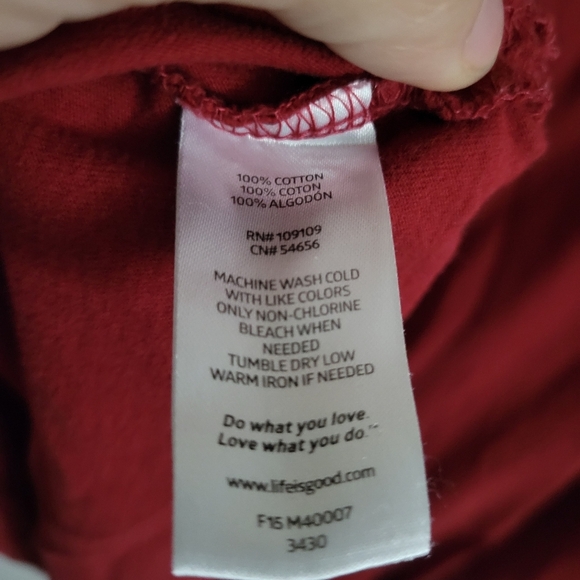 100% COTTON
100% COTON
100% ALGODÓN
RN# 109109
CN# 54656
MACHINE WASH COLD
WITH LIKE COLORS
ONLY NON-CHLORINE
BLEACH WHEN
NEEDED
TUMBLE DRY LOW
WARM IRON IF NEEDED
Do what you love.
Love what you do.™
www.lifeisgood.com
F15 M40007
3430